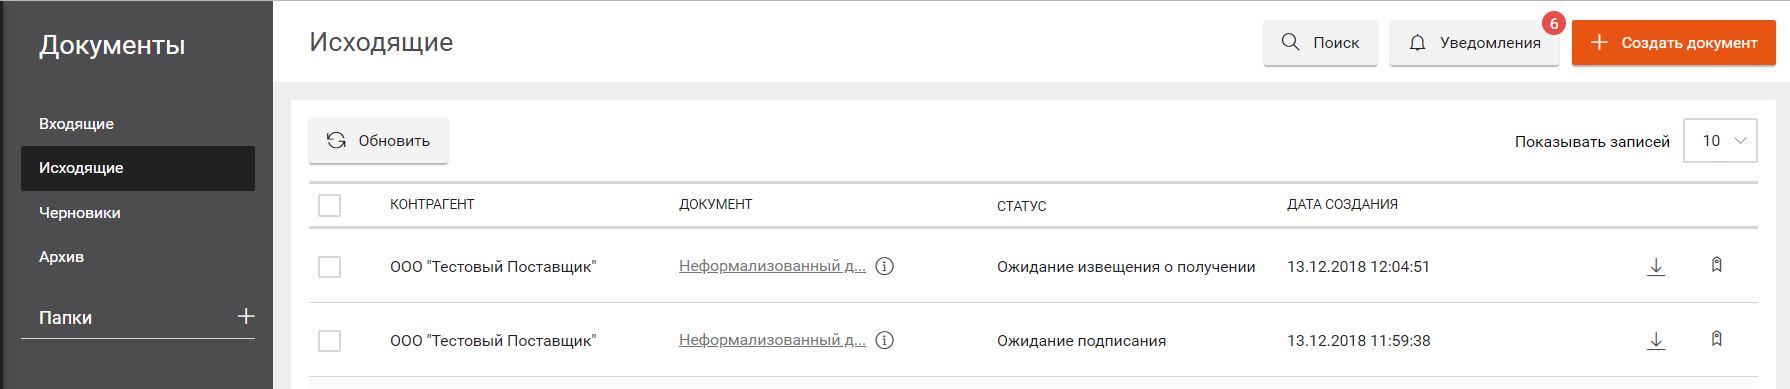 Документы
Входящие
Исходящие
Черновики
Архив
Папки
Исходящие
Поиск
Уведомления
6
Создать документ
Обновить
Показывать записей 10
КОНТРАГЕНТ ДОКУМЕНТ СТАТУС ДАТА СОЗДАНИЯ
ООО "Тестовый Поставщик" Неформализованный д... Ожидание извещения о получении 13.12.2018 12:04:51
ООО "Тестовый Поставщик" Неформализованный д... Ожидание подписания 13.12.2018 11:59:38